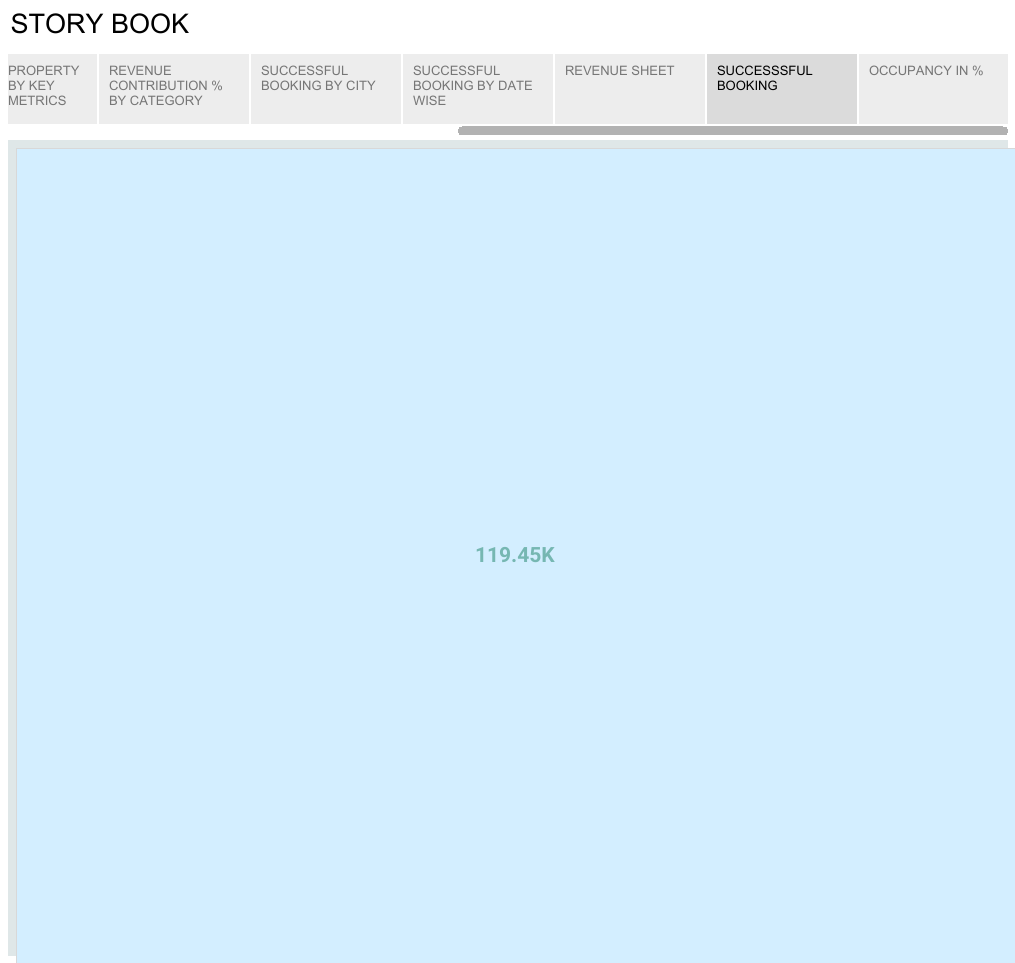 STORY BOOK
PROPERTY
BY KEY
METRICS
REVENUE
CONTRIBUTION %
BY CATEGORY
SUCCESSFUL
BOOKING BY CITY
SUCCESSFUL
BOOKING BY DATE
WISE
REVENUE SHEET
SUCCESSSFUL
BOOKING
OCCUPANCY IN %
119.45K